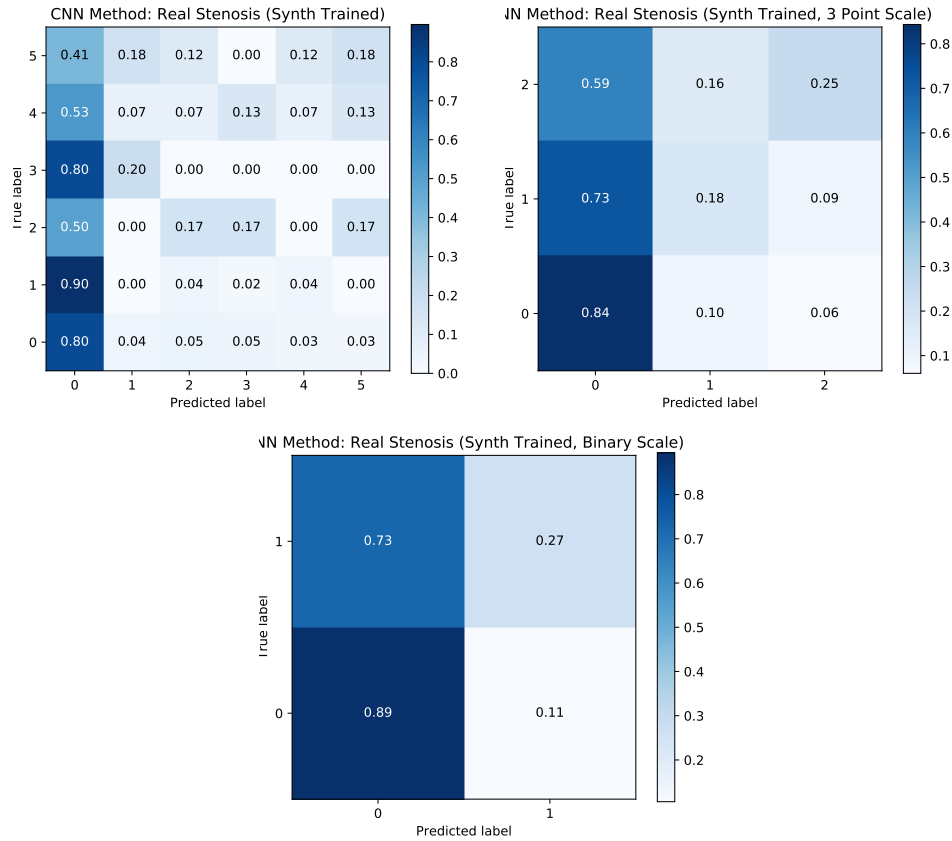 CNN Method: Real Stenosis (Synth Trained)
5 0.41 0.18 0.12 0.00 0.12 0.18
4 0.53 0.07 0.07 0.13 0.07 0.13
3 0.80 0.20 0.00 0.00 0.00 0.00
2 0.50 0.00 0.17 0.17 0.00 0.17
1 0.90 0.00 0.04 0.02 0.04 0.00
0 0.80 0.04 0.05 0.05 0.03 0.03
0 1 2 3 4 5
Predicted label
True label
0.8
0.7
0.6
0.5
0.4
0.3
0.2
0.1
0.0
NN Method: Real Stenosis (Synth Trained, 3 Point Scale)
2 0.59 0.16 0.25
1 0.73 0.18 0.09
0 0.84 0.10 0.06
0 1 2
Predicted label
True label
0.8
0.7
0.6
0.5
0.4
0.3
0.2
0.1
NN Method: Real Stenosis (Synth Trained, Binary Scale)
1 0.73 0.27
0 0.89 0.11
0 1
Predicted label
True label
0.8
0.7
0.6
0.5
0.4
0.3
0.2